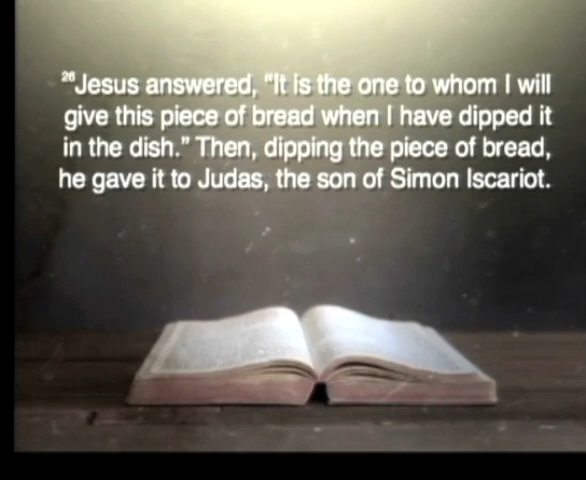 26Jesus answered, "It is the one to whom I will
give this piece of bread when I have dipped it
in the dish." Then, dipping the piece of bread,
he gave it to Judas, the son of Simon Iscariot.